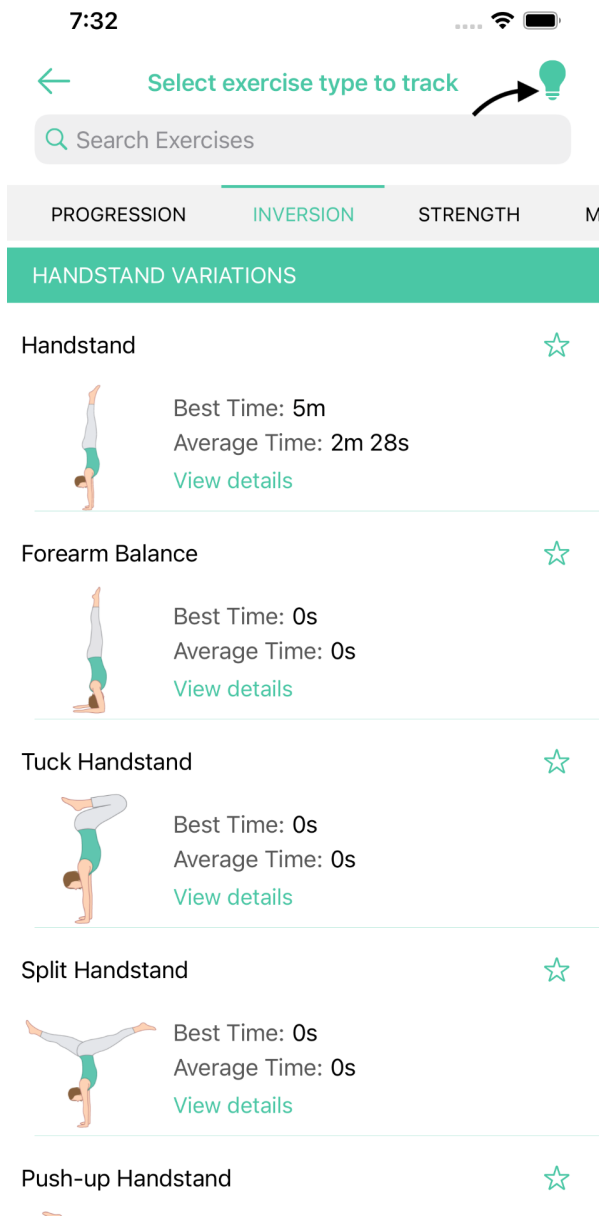 7:32
Select exercise type to track
Search Exercises
PROGRESSION INVERSION STRENGTH M
HANDSTAND VARIATIONS
Handstand
Best Time: 5m
Average Time: 2m 28s
View details
Forearm Balance
Best Time: 0s
Average Time: 0s
View details
Tuck Handstand
Best Time: 0s
Average Time: 0s
View details
Split Handstand
Best Time: 0s
Average Time: 0s
View details
Push-up Handstand